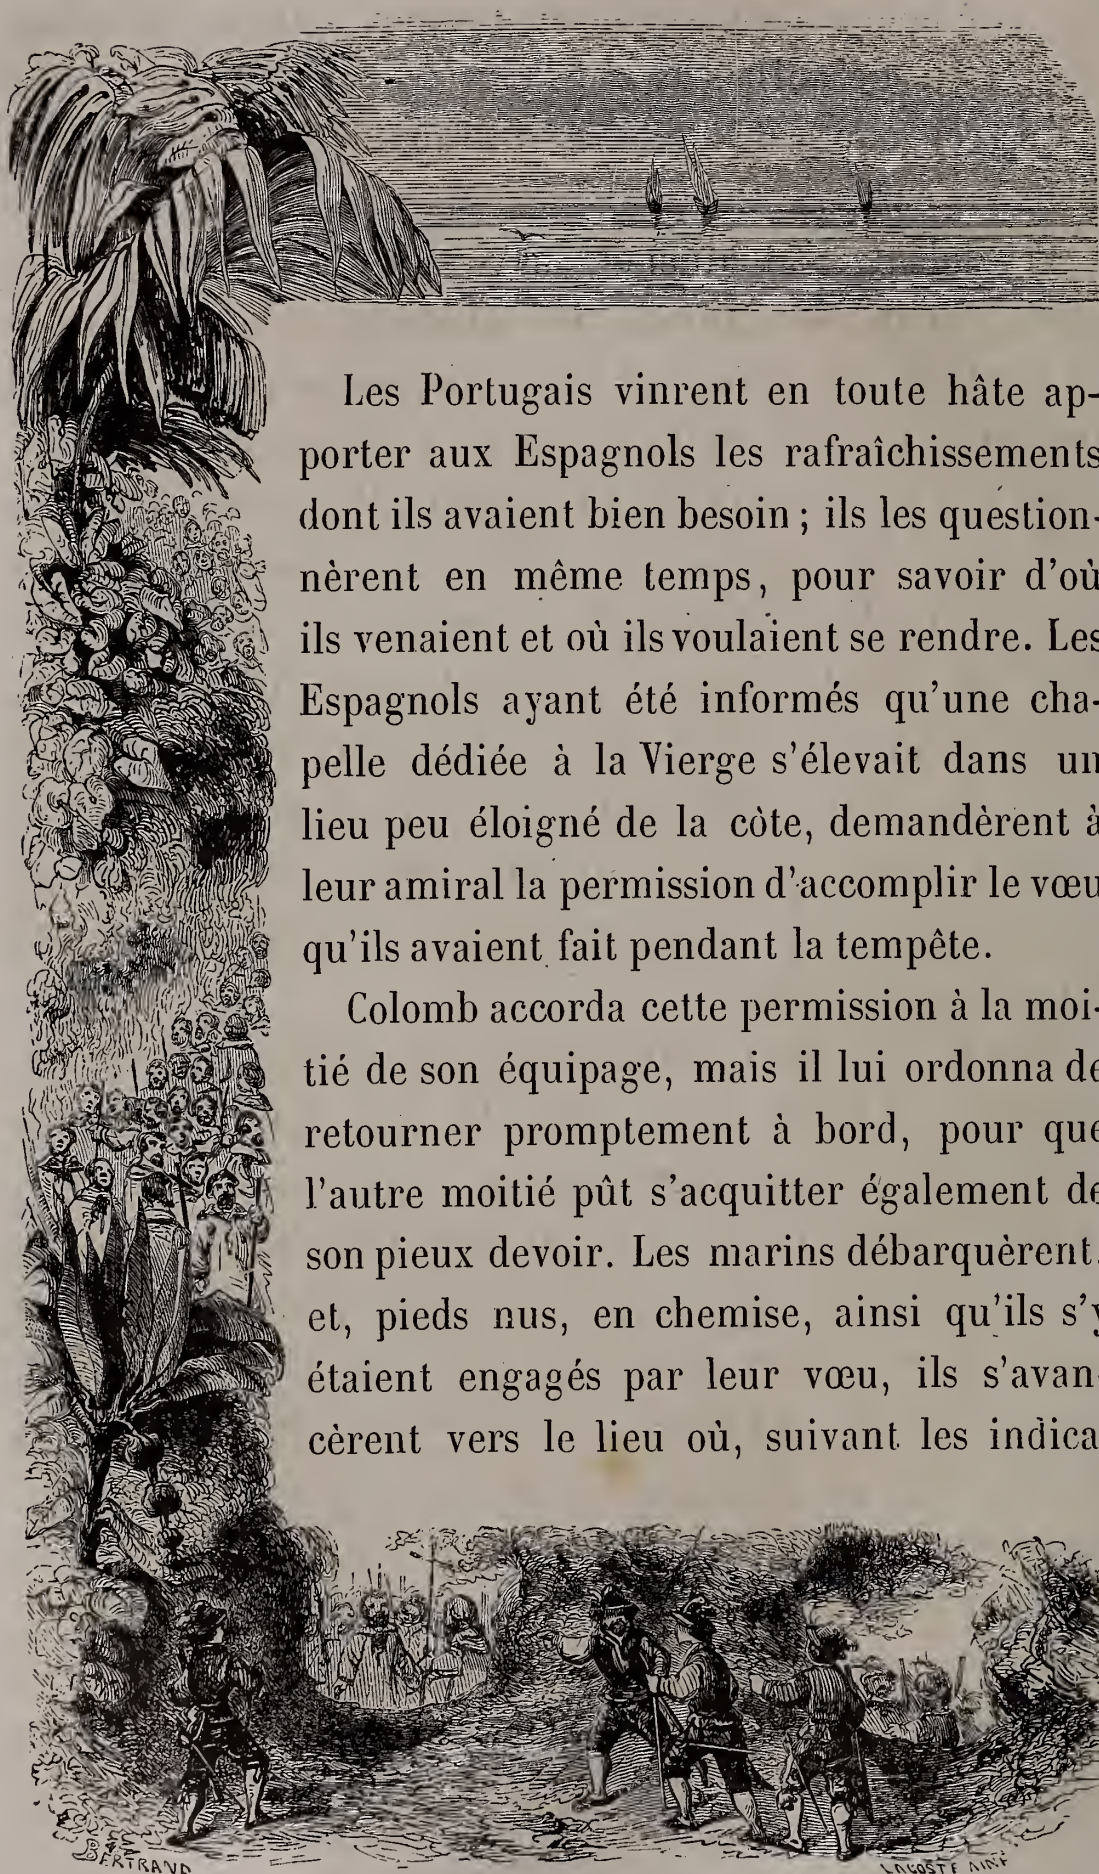 Les Portugais vinrent en toute hâte ap-
porter aux Espagnols les rafraîchissements
dont ils avaient bien besoin ; ils les question-
nèrent en même temps, pour savoir d'où
ils venaient et où ils voulaient se rendre. Les
Espagnols ayant été informés qu'une cha-
pelle dédiée à la Vierge s'élevait dans un
lieu peu éloigné de la côte, demandèrent à
leur amiral la permission d'accomplir le vœu
qu'ils avaient fait pendant la tempête.
Colomb accorda cette permission à la moi-
tié de son équipage, mais il lui ordonna de
retourner promptement à bord, pour que
l'autre moitié pût s'acquitter également de
son pieux devoir. Les marins débarquèrent,
et, pieds nus, en chemise, ainsi qu'ils s'y
étaient engagés par leur vœu, ils s'avan-
cèrent vers le lieu où, suivant les indica
BERTRAND
LACOSTE AINÉ